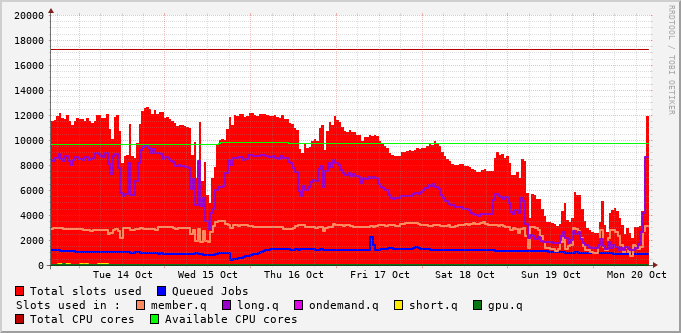 20000
18000
16000
14000
12000
10000
8000
6000
4000
2000
0
Tue 14 Oct Wed 15 Oct Thu 16 Oct Fri 17 Oct Sat 18 Oct Sun 19 Oct Mon 20 Oct
Total slots used Queued Jobs
Slots used in : member.q long.q ondemand.q short.q gpu.q
Total CPU cores Available CPU cores
RRDTOOL / TOBI OETIKER